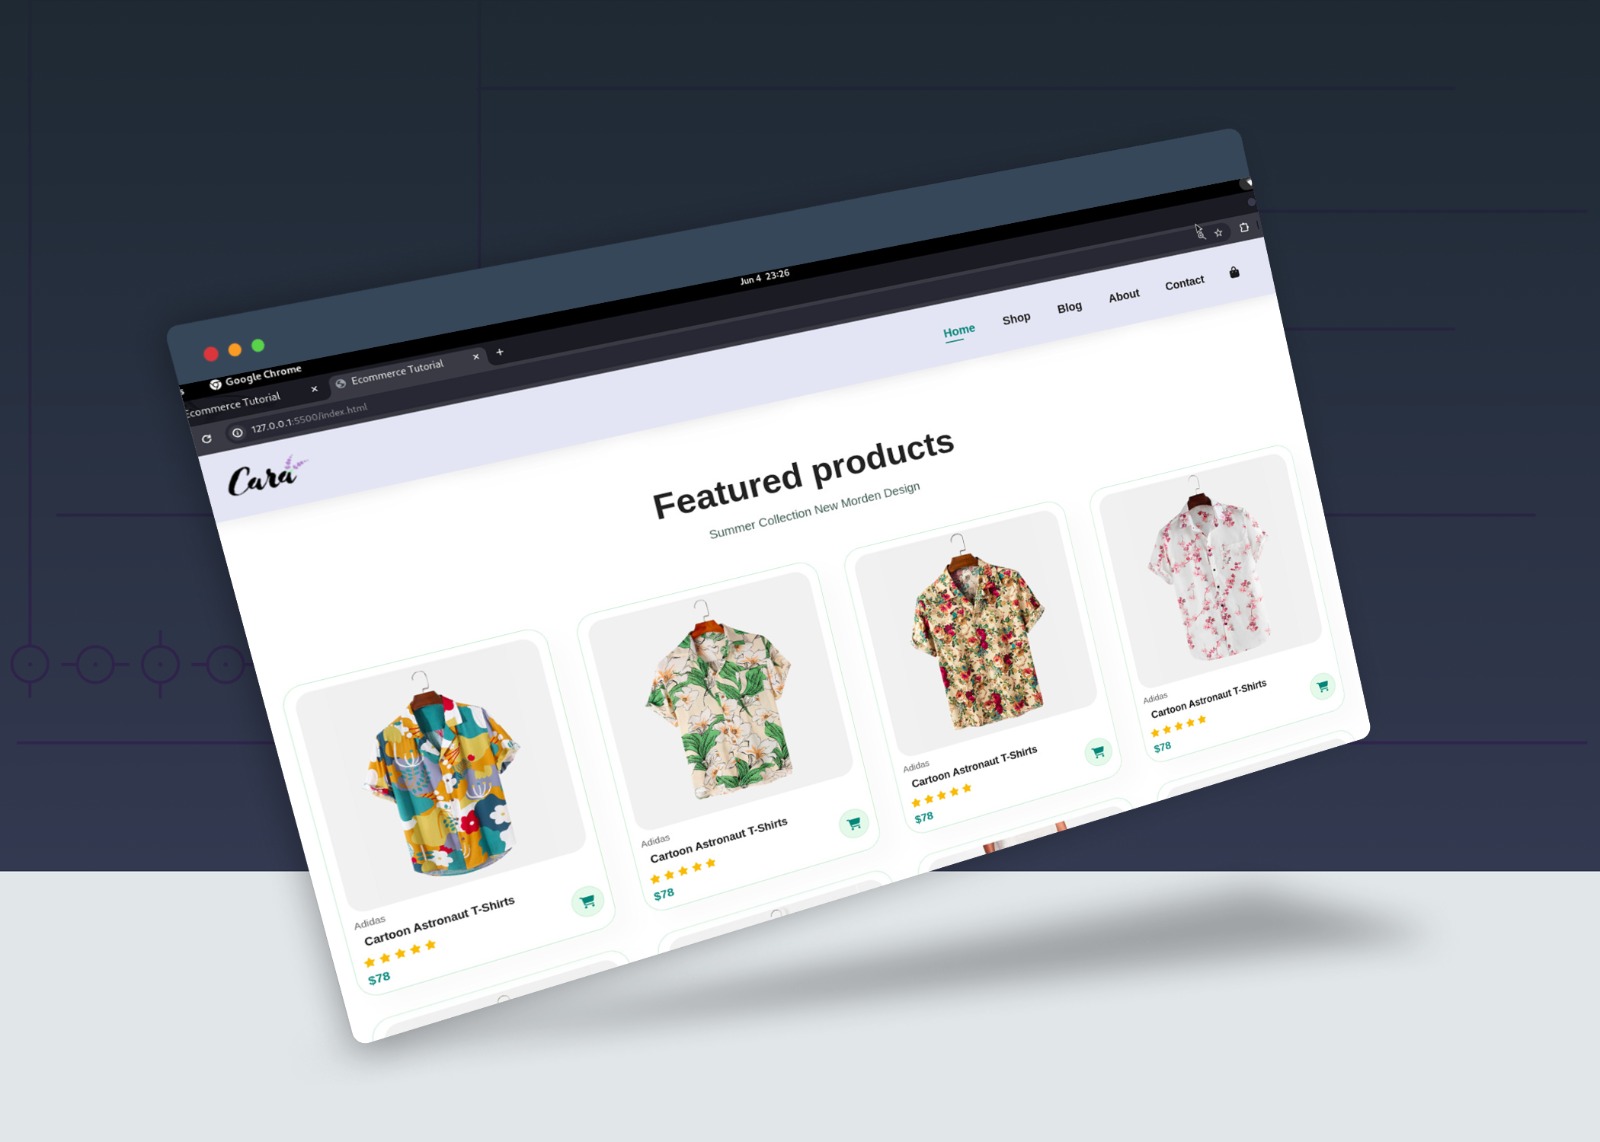 Jun 4 23:26
Google Chrome
Ecommerce Tutorial
Ecommerce Tutorial
127.0.0.1:5500/index.html
Cara
Home
Shop
Blog
About
Contact
Featured products
Summer Collection New Morden Design
Adidas
Cartoon Astronaut T-Shirts
$78
Adidas
Cartoon Astronaut T-Shirts
$78
Adidas
Cartoon Astronaut T-Shirts
$78
Adidas
Cartoon Astronaut T-Shirts
$78